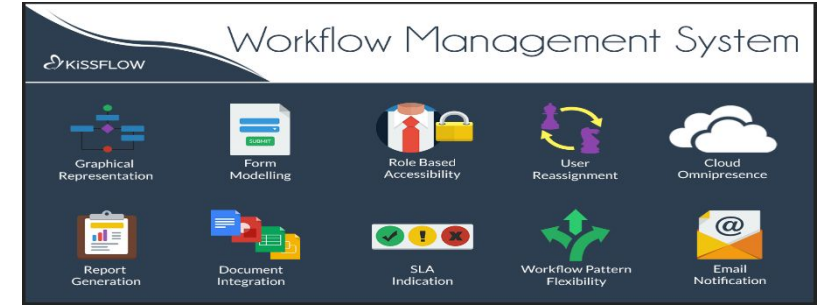 Workflow Management System
KiSSFLOW
Graphical
Representation
Form
Modelling
Role Based
Accessibility
User
Reassignment
Cloud
Omnipresence
SUBMIT
Report
Generation
Document
Integration
SLA
Indication
Workflow Pattern
Flexibility
Email
Notification
@